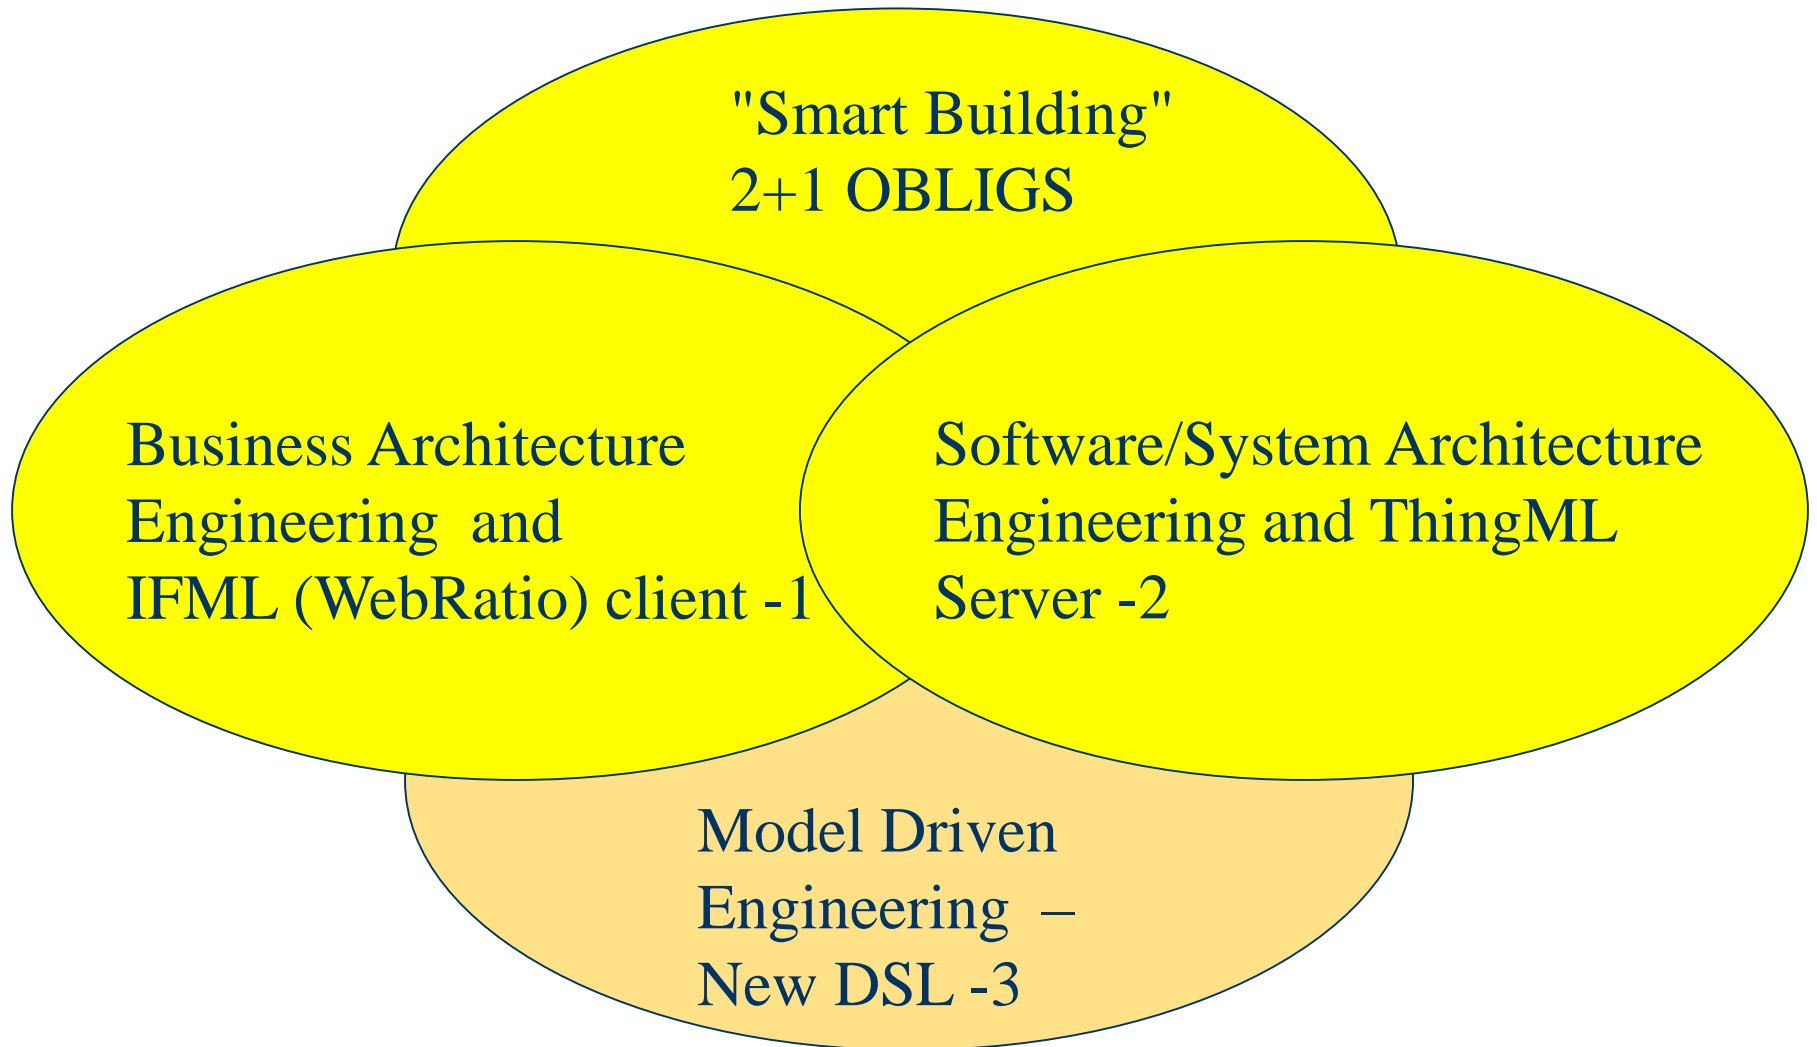 "Smart Building"
2+1 OBLIGS
Business Architecture
Engineering  and
IFML (WebRatio) client -1
Software/System Architecture
Engineering and ThingML
Server -2
Model Driven
Engineering  –
New DSL -3